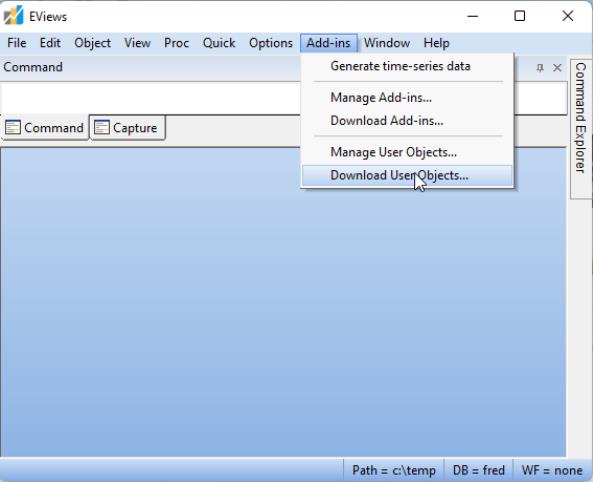 EViews
File Edit Object View Proc Quick Options Add-ins Window Help
Command
Generate time-series data
Manage Add-ins...
Download Add-ins...
Manage User Objects...
Download User Objects...
Command Capture
Command Explorer
Path = c:\temp DB = fred WF = none